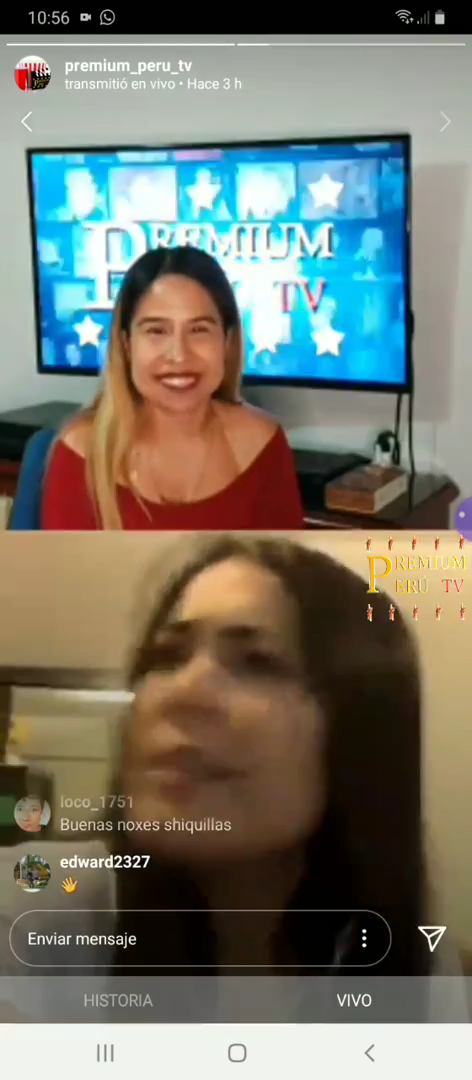 10:56
premium_peru_tv
transmitió en vivo • Hace 3 h
PREMIUM
TV
PREMIUM
PERÚ TV
loco_1751
Buenas noxes shiquillas
edward2327
👋
Enviar mensaje
HISTORIA
VIVO